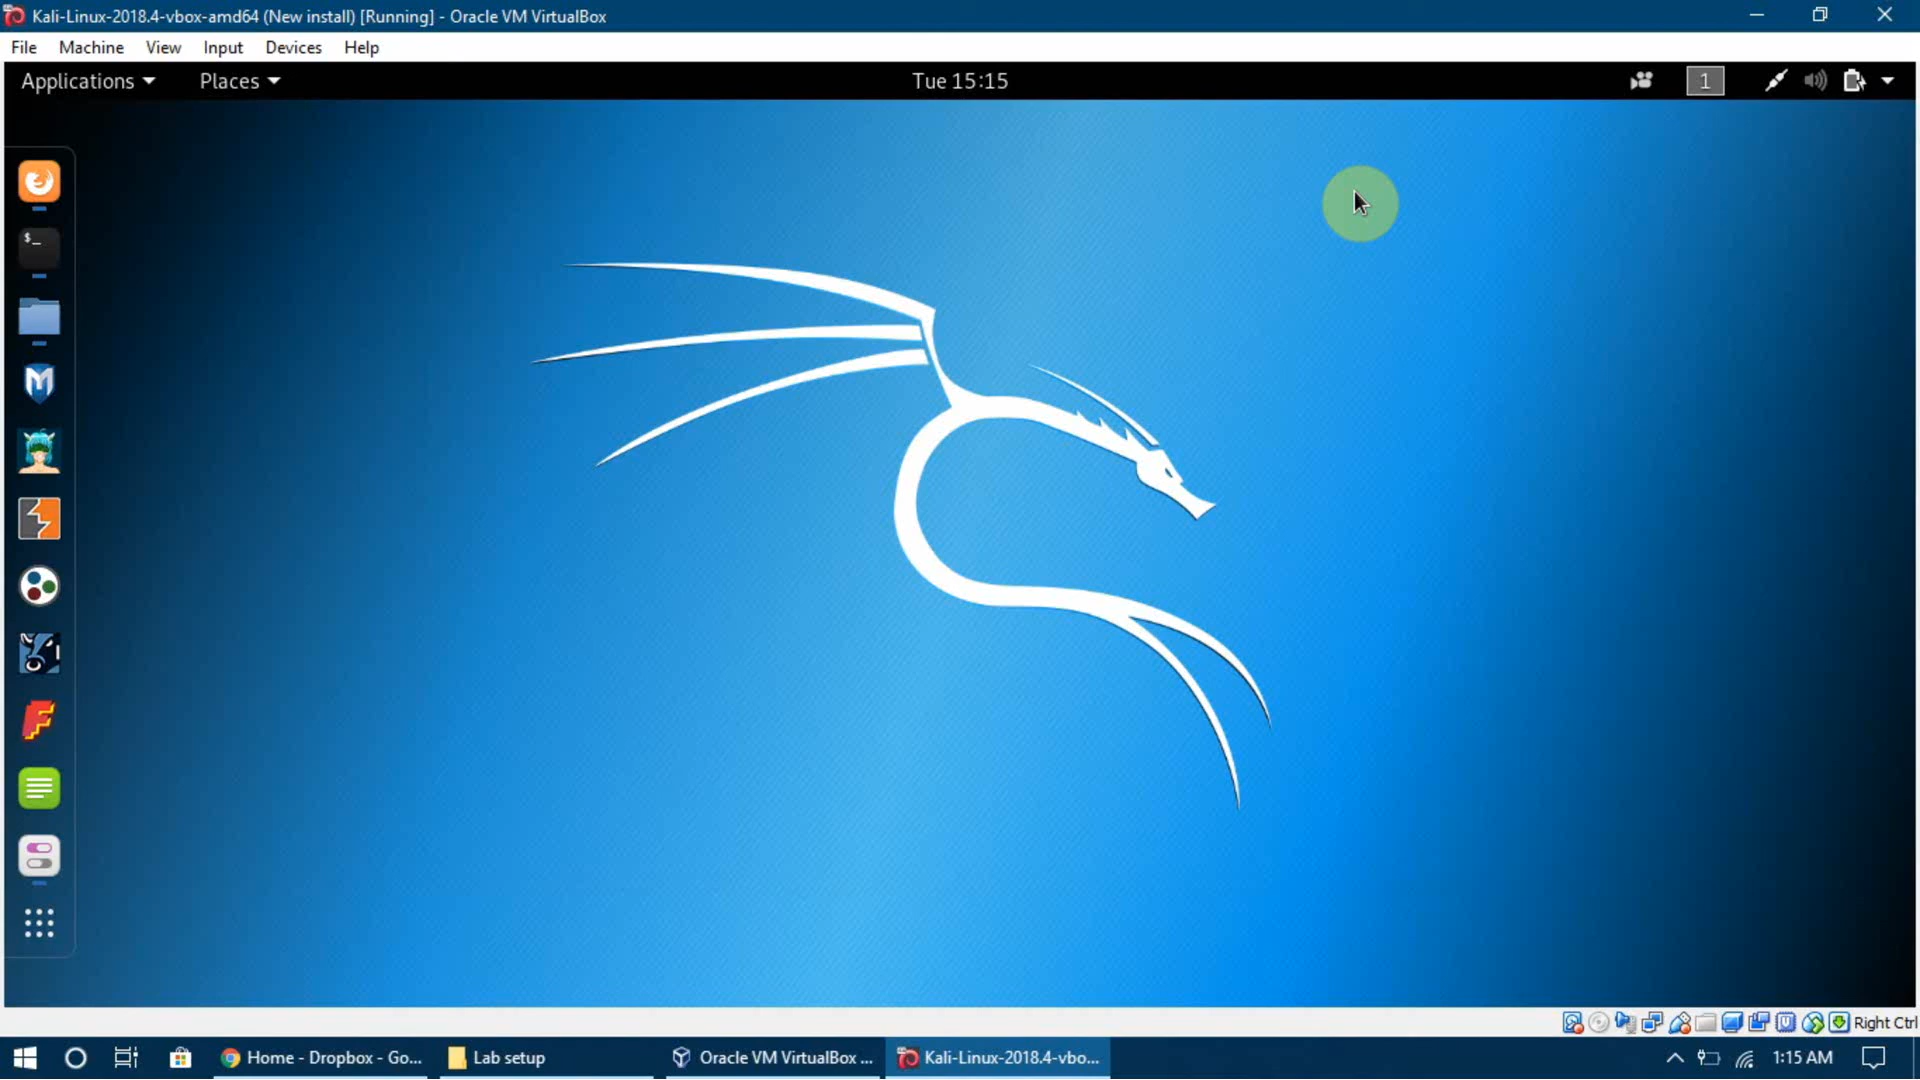 Kali-Linux-2018.4-vbox-amd64 (New install) [Running] - Oracle VM VirtualBox
File Machine View Input Devices Help
Applications Places Tue 15:15 1
$_
Right Ctrl
Home - Dropbox - Go... Lab setup Oracle VM VirtualBox ... Kali-Linux-2018.4-vbo... 1:15 AM